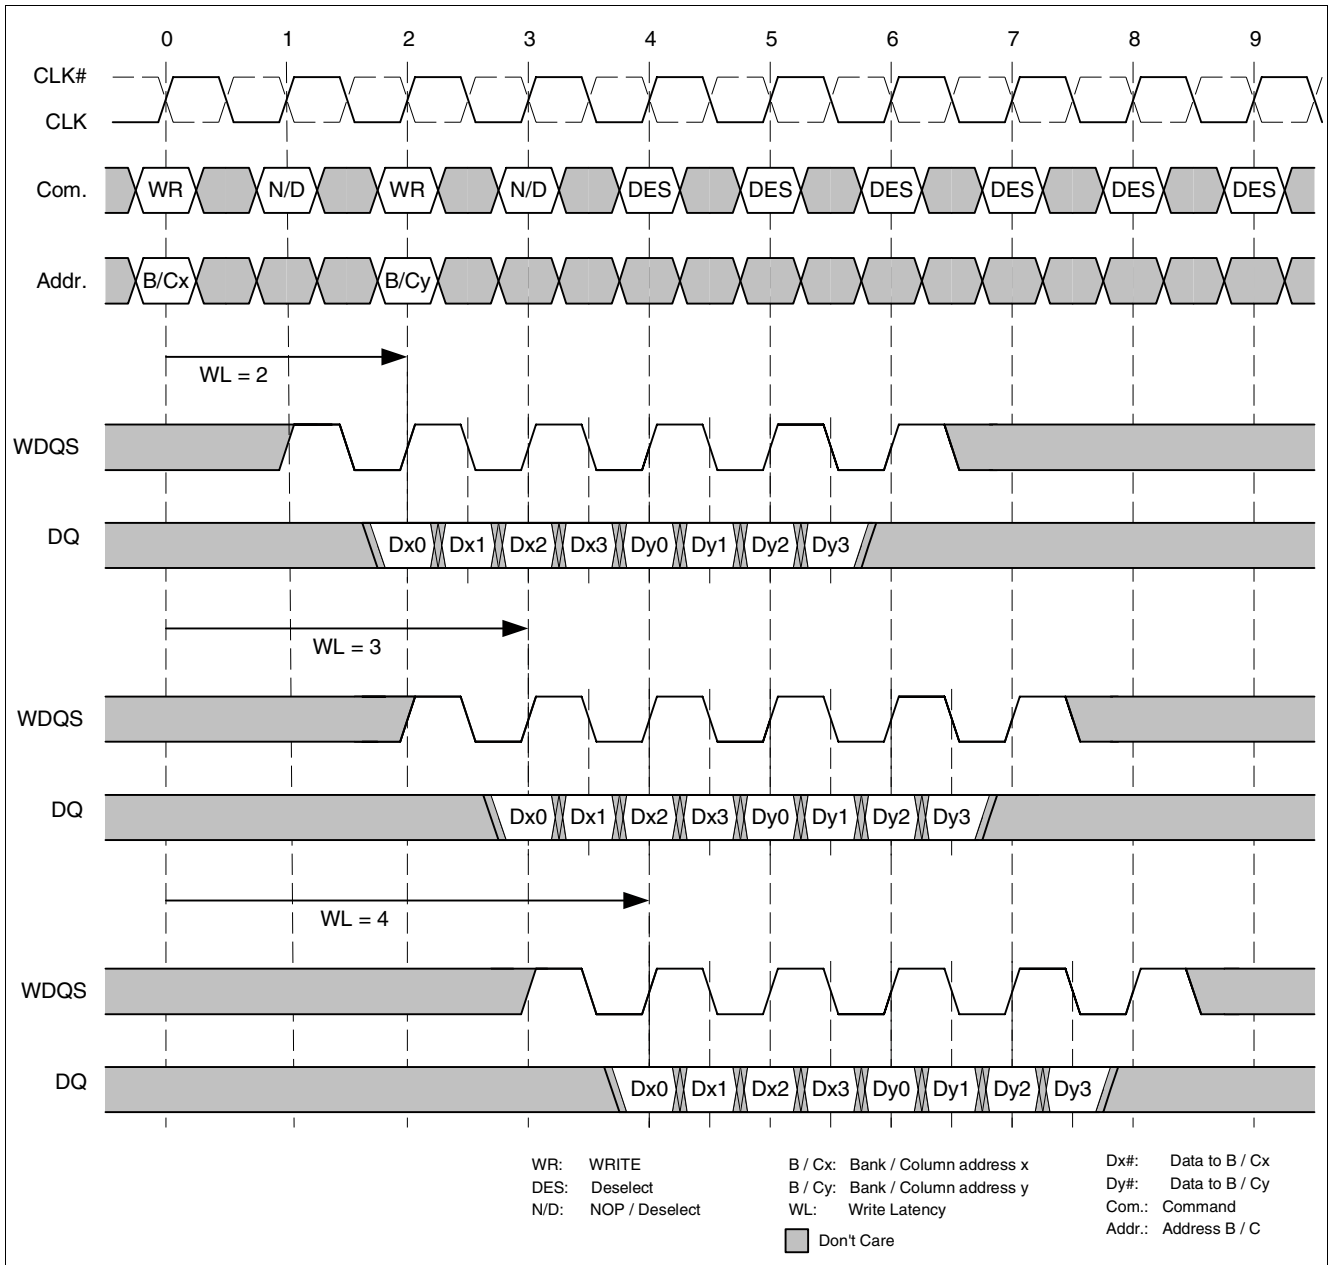 0 1 2 3 4 5 6 7 8 9
CLK#
CLK
Com. WR N/D WR N/D DES DES DES DES DES DES
Addr. B/Cx B/Cy
WL = 2
WDQS
DQ Dx0 Dx1 Dx2 Dx3 Dy0 Dy1 Dy2 Dy3
WL = 3
WDQS
DQ Dx0 Dx1 Dx2 Dx3 Dy0 Dy1 Dy2 Dy3
WL = 4
WDQS
DQ Dx0 Dx1 Dx2 Dx3 Dy0 Dy1 Dy2 Dy3
WR: WRITE
DES: Deselect
N/D: NOP / Deselect
B / Cx: Bank / Column address x
B / Cy: Bank / Column address y
WL: Write Latency
Don't Care
Dx#: Data to B / Cx
Dy#: Data to B / Cy
Com.: Command
Addr.: Address B / C